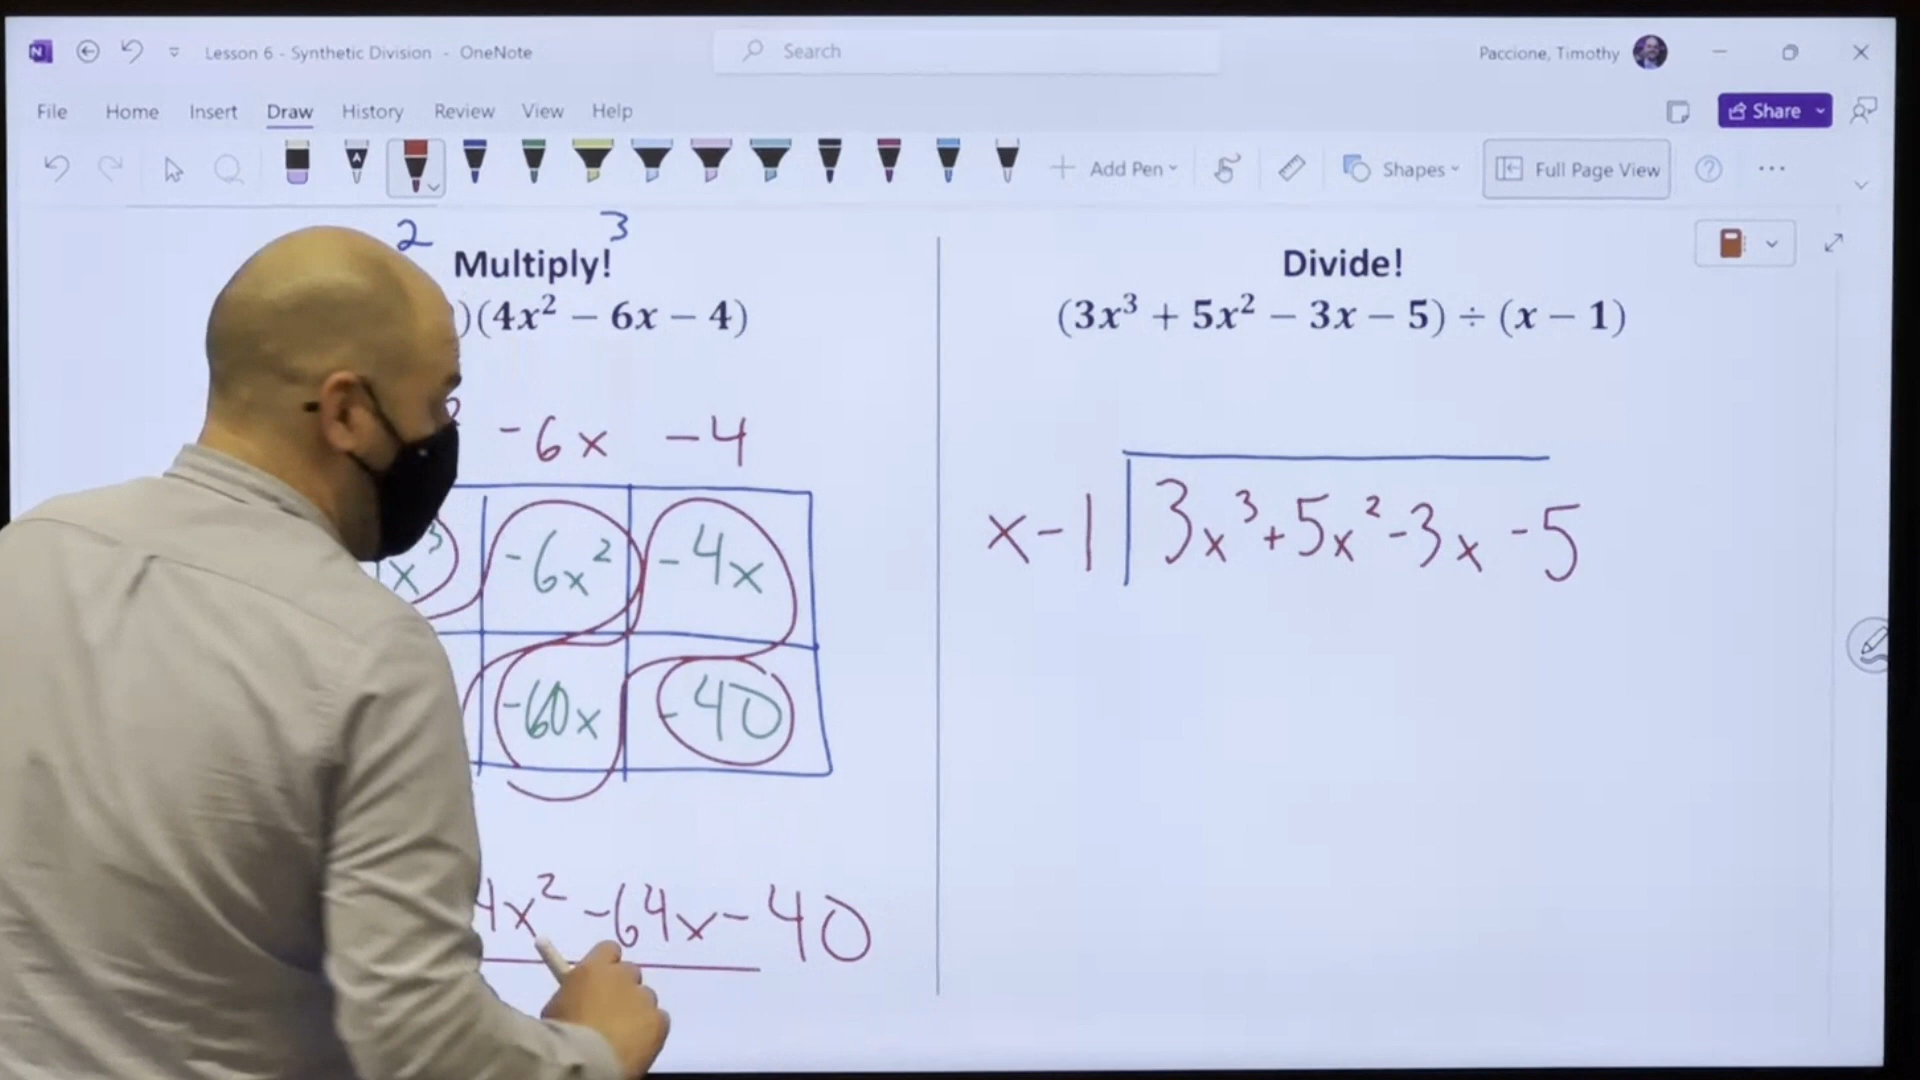 Lesson 6 - Synthetic Division - OneNote
Search
Paccione, Timothy
File Home Insert Draw History Review View Help
Share
Add Pen
Shapes
Full Page View
2 3
Multiply!
)(4x² − 6x − 4)
-6x -4
x³ -6x² -4x
-60x -40
4x² -64x - 40
Divide!
(3x³ + 5x² − 3x − 5) ÷ (x − 1)
x-1 3x³+5x²-3x-5